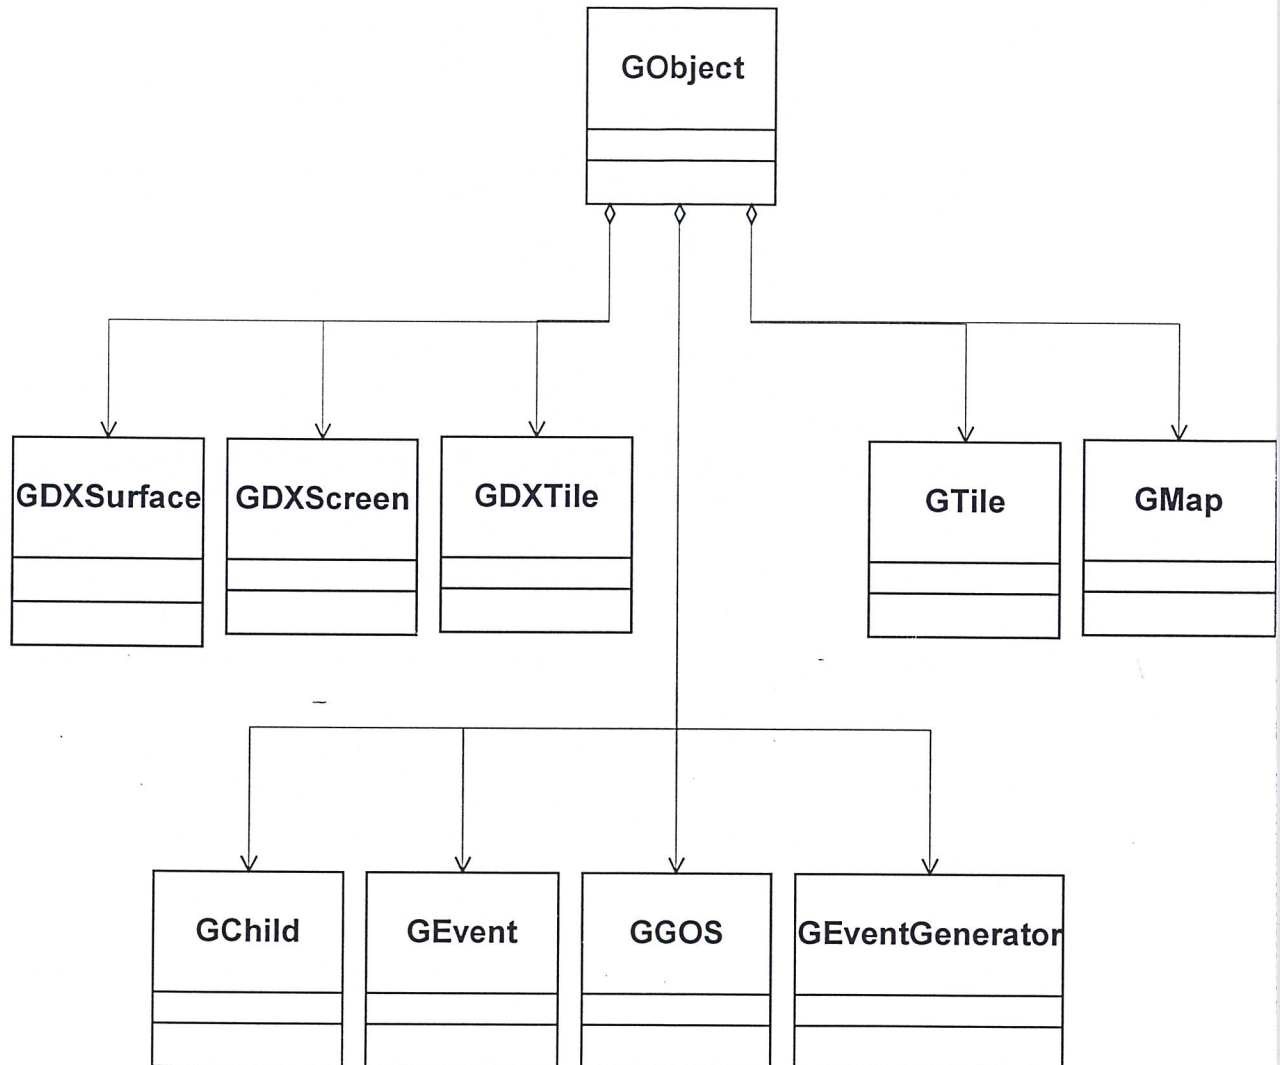 GObject
GDXSurface
GDXScreen
GDXTile
GTile
GMap
GChild
GEvent
GGOS
GEventGenerator